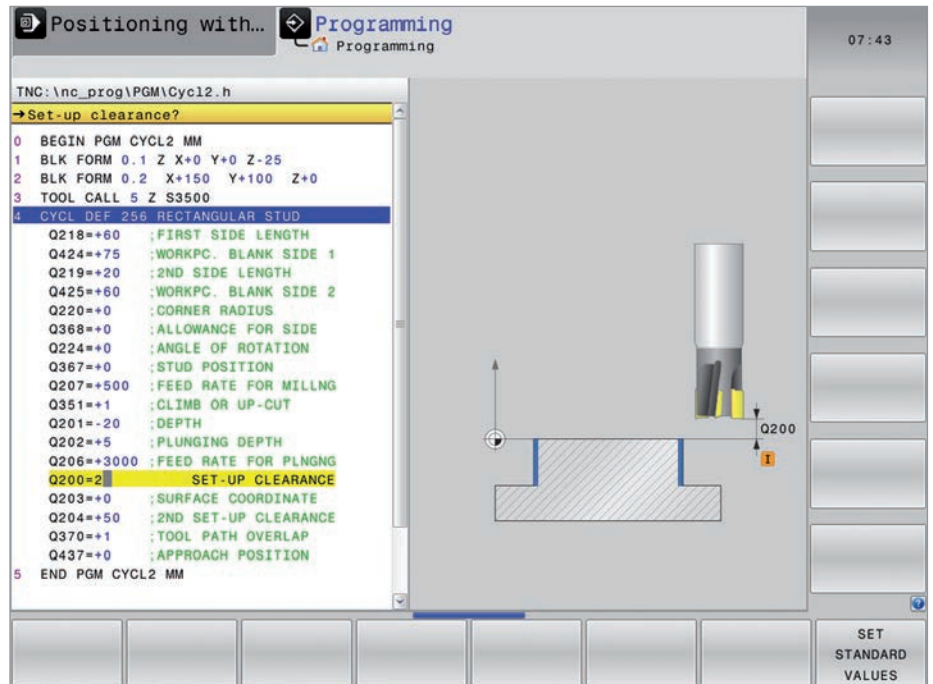 Positioning with...
Programming
Programming
07:43
TNC:\nc_prog\PGM\Cycl2.h
→Set-up clearance?
0 BEGIN PGM CYCL2 MM
1 BLK FORM 0.1 Z X+0 Y+0 Z-25
2 BLK FORM 0.2 X+150 Y+100 Z+0
3 TOOL CALL 5 Z S3500
4 CYCL DEF 256 RECTANGULAR STUD
Q218=+60 ;FIRST SIDE LENGTH
Q424=+75 ;WORKPC. BLANK SIDE 1
Q219=+20 ;2ND SIDE LENGTH
Q425=+60 ;WORKPC. BLANK SIDE 2
Q220=+0 ;CORNER RADIUS
Q368=+0 ;ALLOWANCE FOR SIDE
Q224=+0 ;ANGLE OF ROTATION
Q367=+0 ;STUD POSITION
Q207=+500 ;FEED RATE FOR MILLNG
Q351=+1 ;CLIMB OR UP-CUT
Q201=-20 ;DEPTH
Q202=+5 ;PLUNGING DEPTH
Q206=+3000 ;FEED RATE FOR PLNGNG
Q200=2 SET-UP CLEARANCE
Q203=+0 ;SURFACE COORDINATE
Q204=+50 ;2ND SET-UP CLEARANCE
Q370=+1 ;TOOL PATH OVERLAP
Q437=+0 ;APPROACH POSITION
5 END PGM CYCL2 MM
Q200
I
?
SET
STANDARD
VALUES